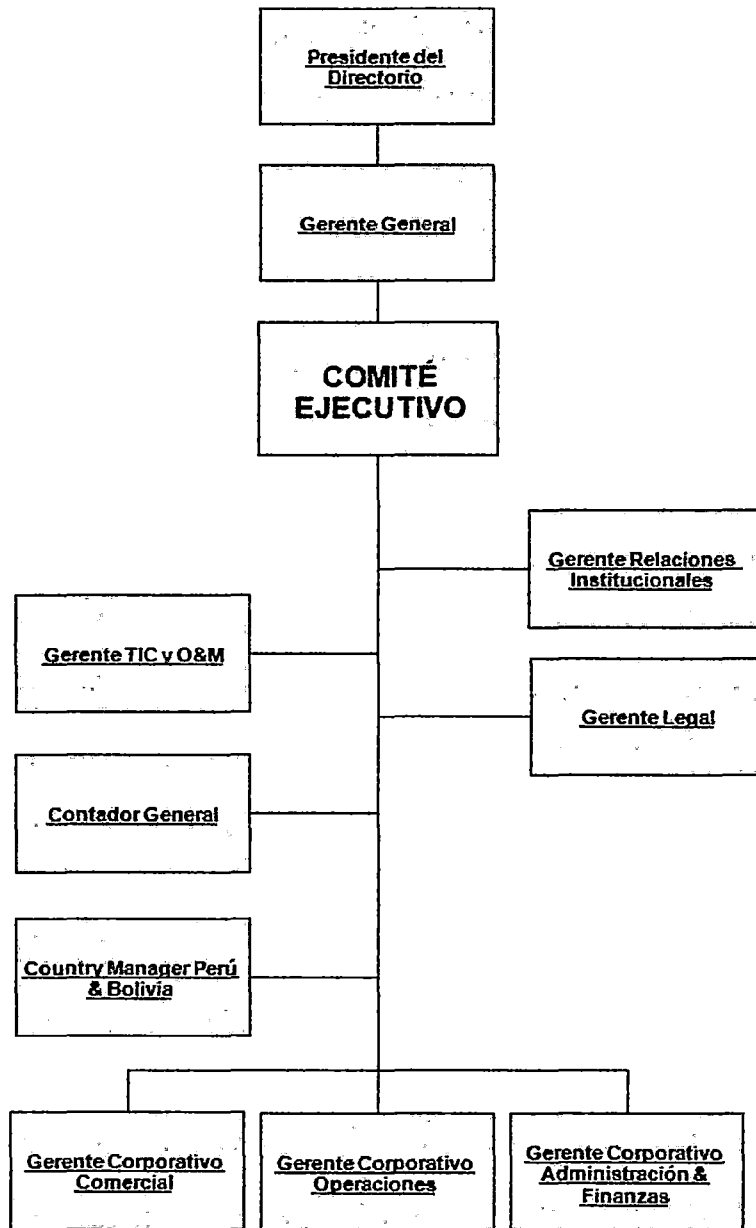 Presidente del
Directorio
Gerente General
COMITÉ
EJECUTIVO
Gerente Relaciones
Institucionales
Gerente TIC y O&M
Gerente Legal
Contador General
Country Manager Perú
& Bolivia
Gerente Corporativo
Comercial
Gerente Corporativo
Operaciones
Gerente Corporativo
Administración &
Finanzas